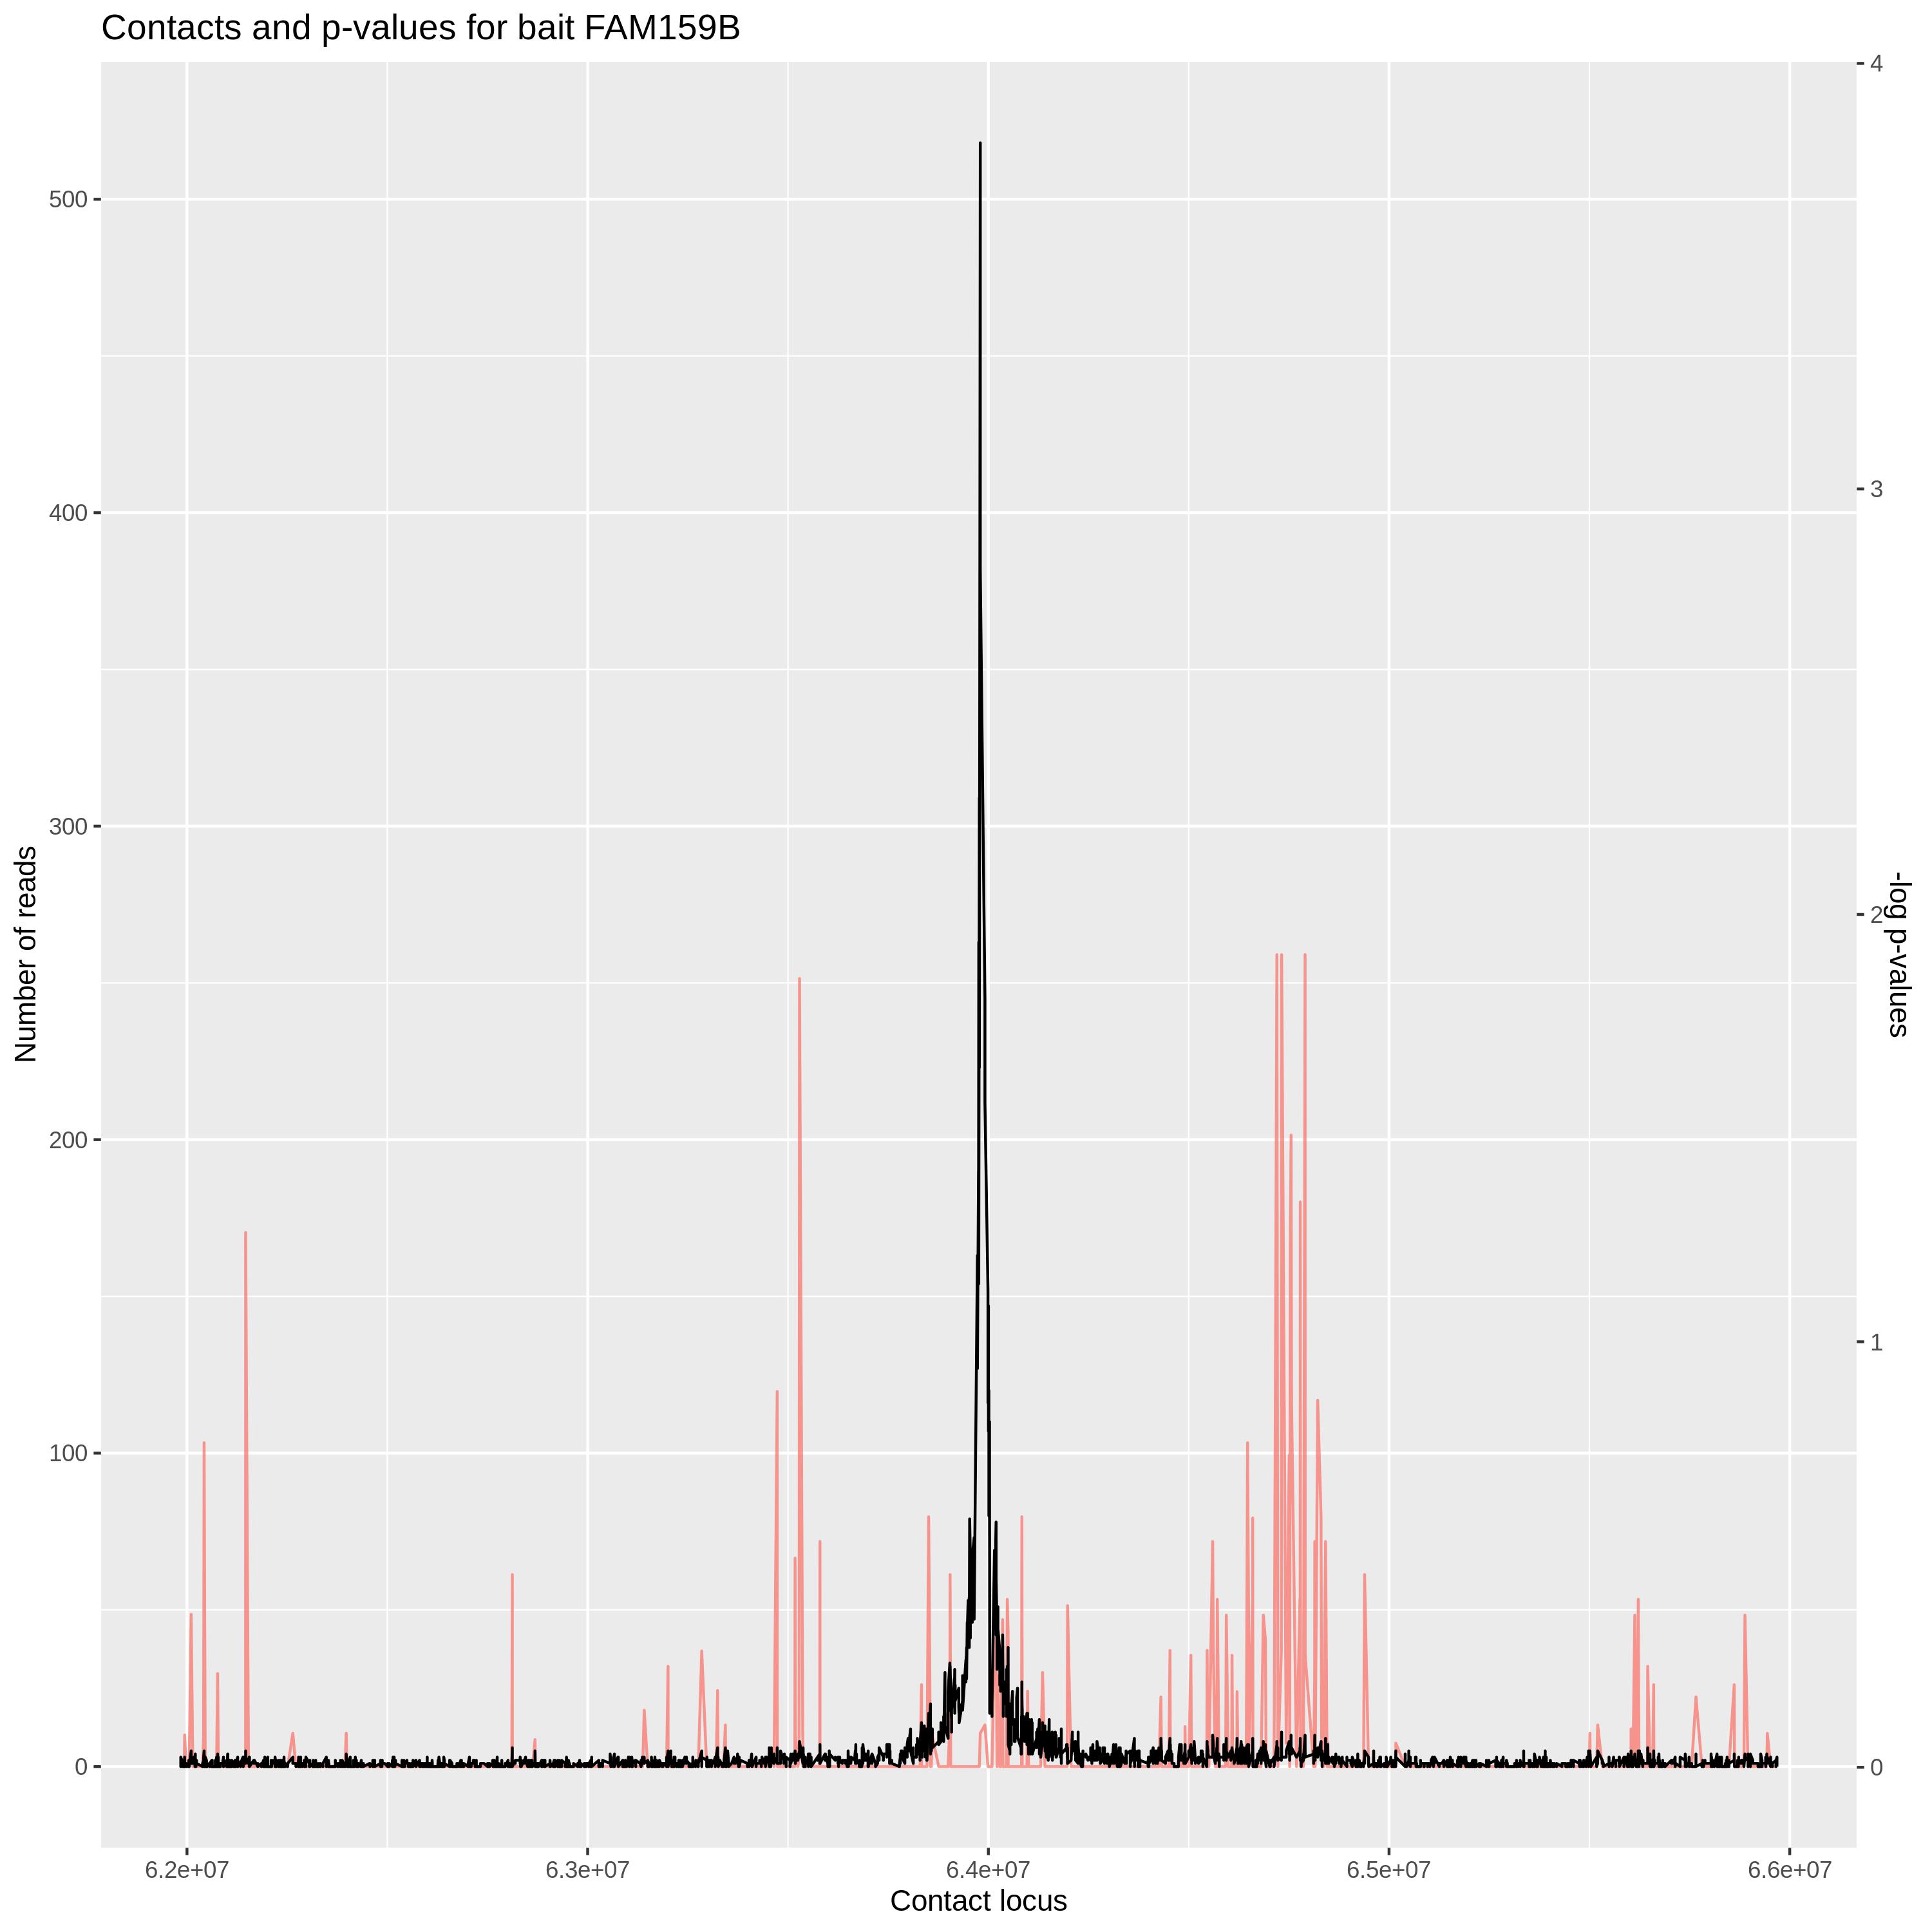 Contacts and p-values for bait FAM159B
4
500
3
400
300
Number of reads
2
-log p-values
200
1
100
0
0
6.2e+07
6.3e+07
6.4e+07
6.5e+07
6.6e+07
Contact locus